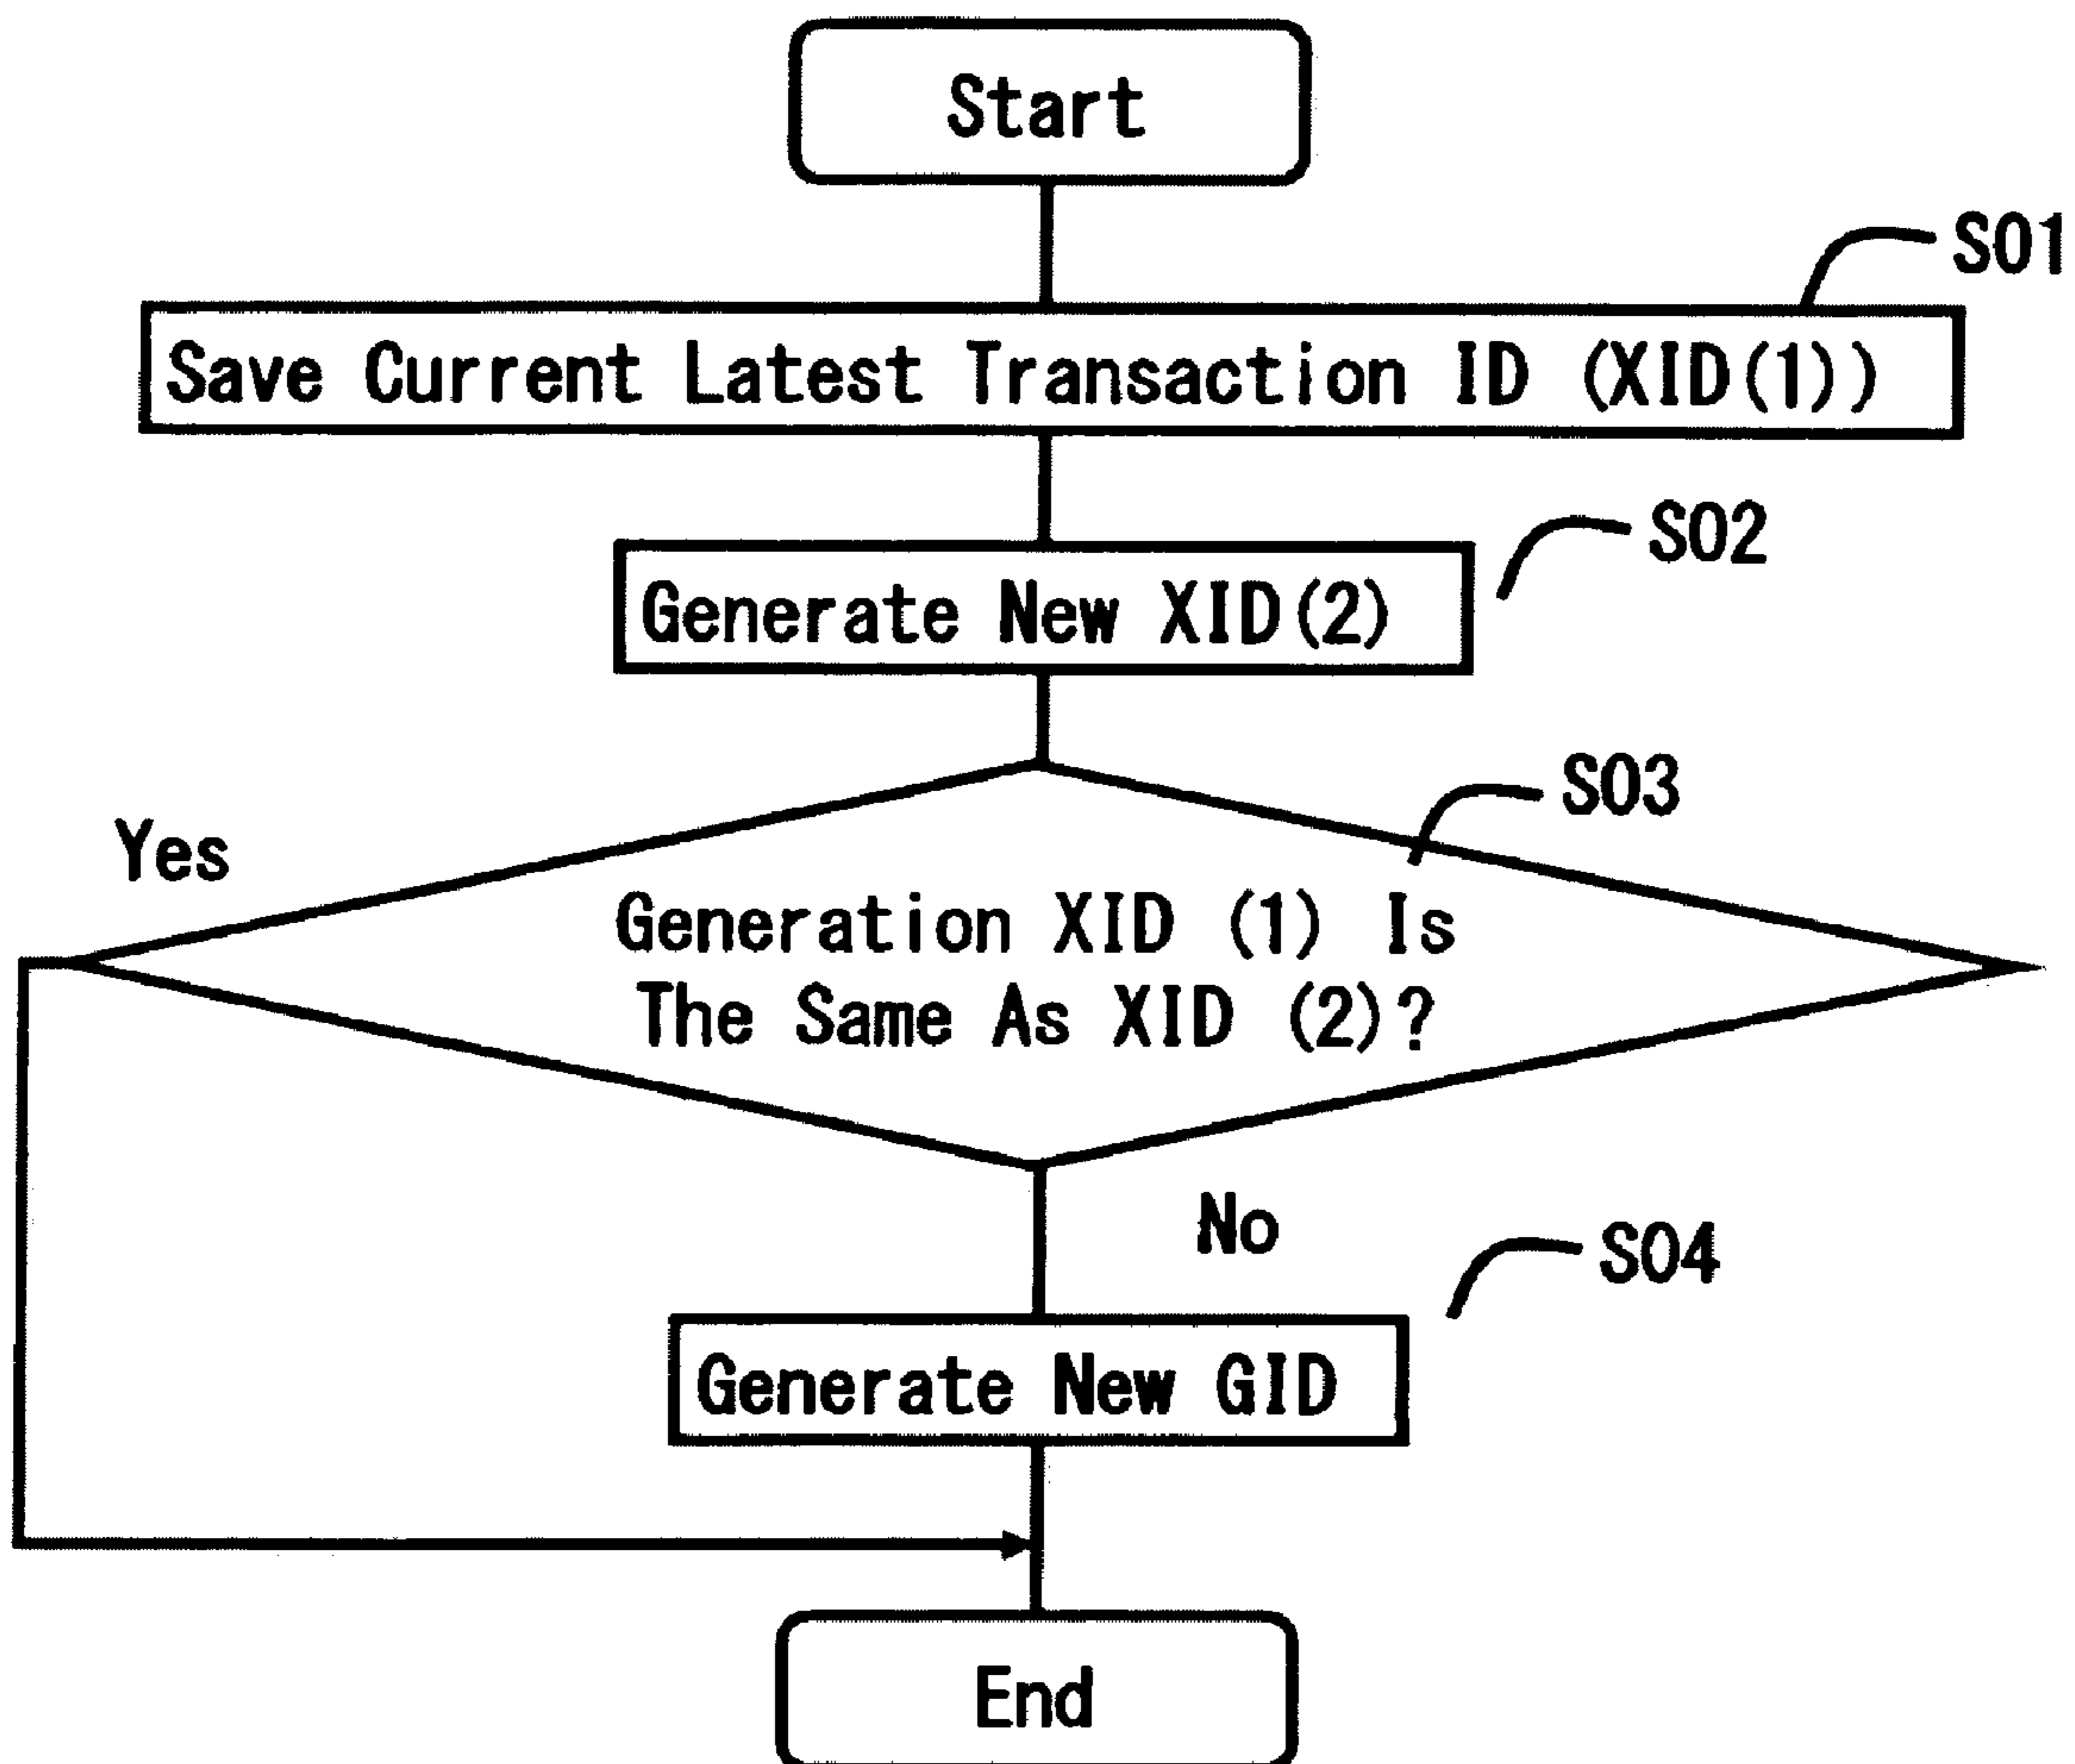 Start
S01
Save Current Latest Transaction ID (XID(1))
S02
Generate New XID(2)
S03
Yes
Generation XID (1) Is
The Same As XID (2)?
No
S04
Generate New GID
End